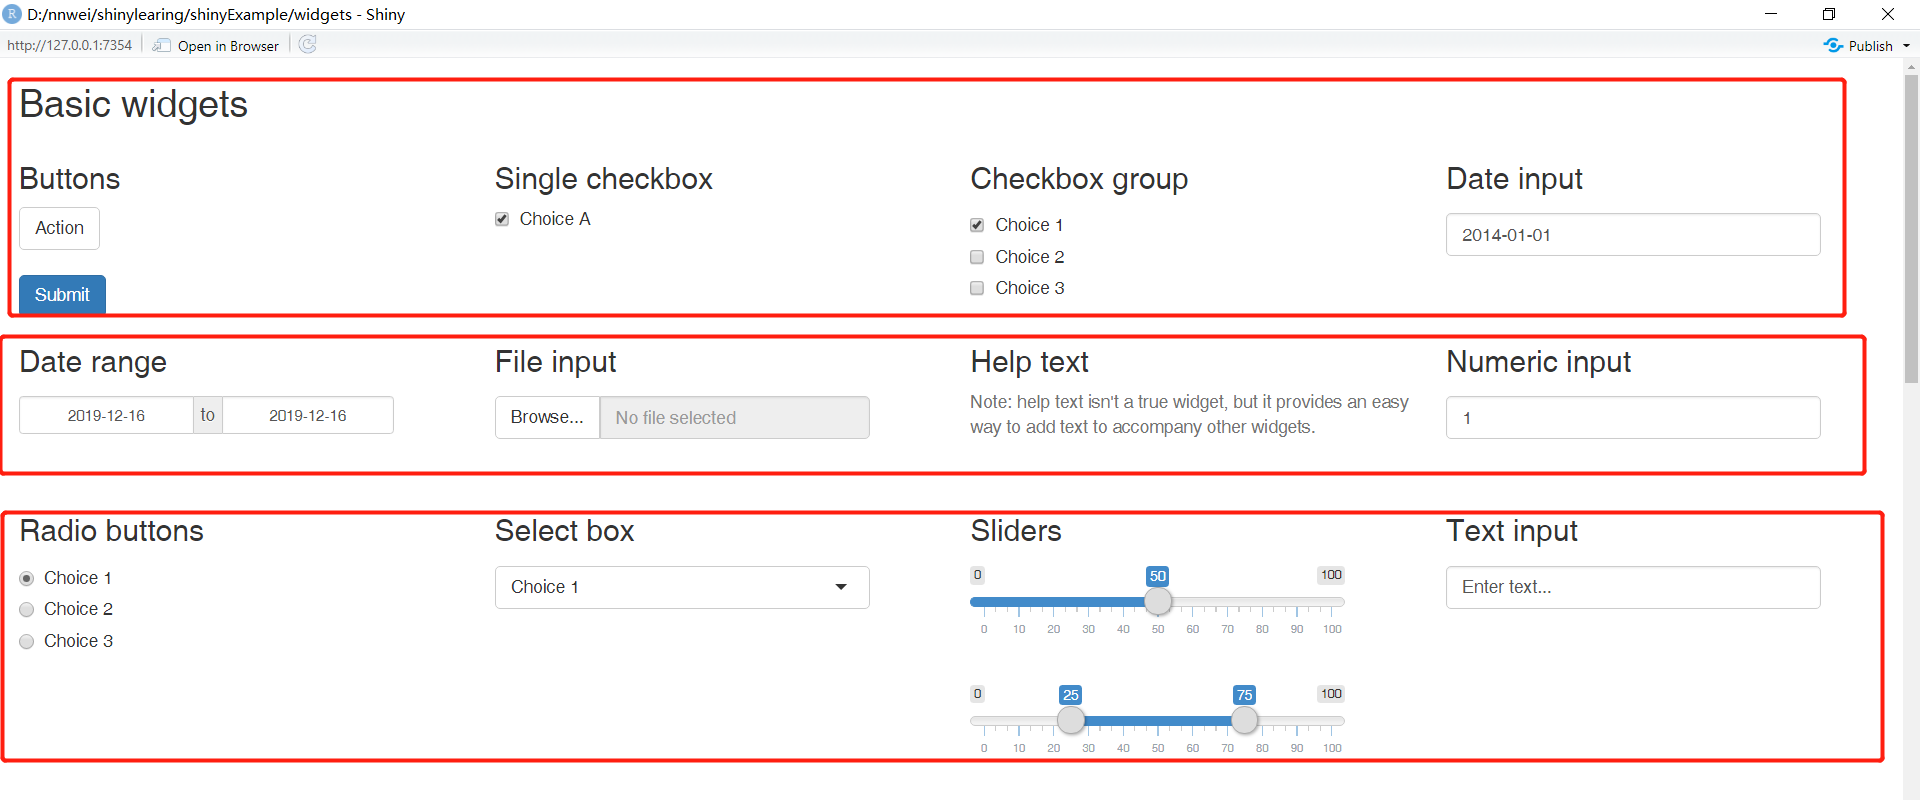 R D:/nnwei/shinylearing/shinyExample/widgets - Shiny
http://127.0.0.1:7354 Open in Browser Publish
Basic widgets
Buttons Single checkbox Checkbox group Date input
Action Choice A Choice 1 2014-01-01
Choice 2
Submit Choice 3
Date range File input Help text Numeric input
2019-12-16 to 2019-12-16 Browse... No file selected Note: help text isn't a true widget, but it provides an easy 1
way to add text to accompany other widgets.
Radio buttons Select box Sliders Text input
Choice 1 Choice 1 0 50 100 Enter text...
Choice 2
0 10 20 30 40 50 60 70 80 90 100
Choice 3
0 25 75 100
0 10 20 30 40 50 60 70 80 90 100